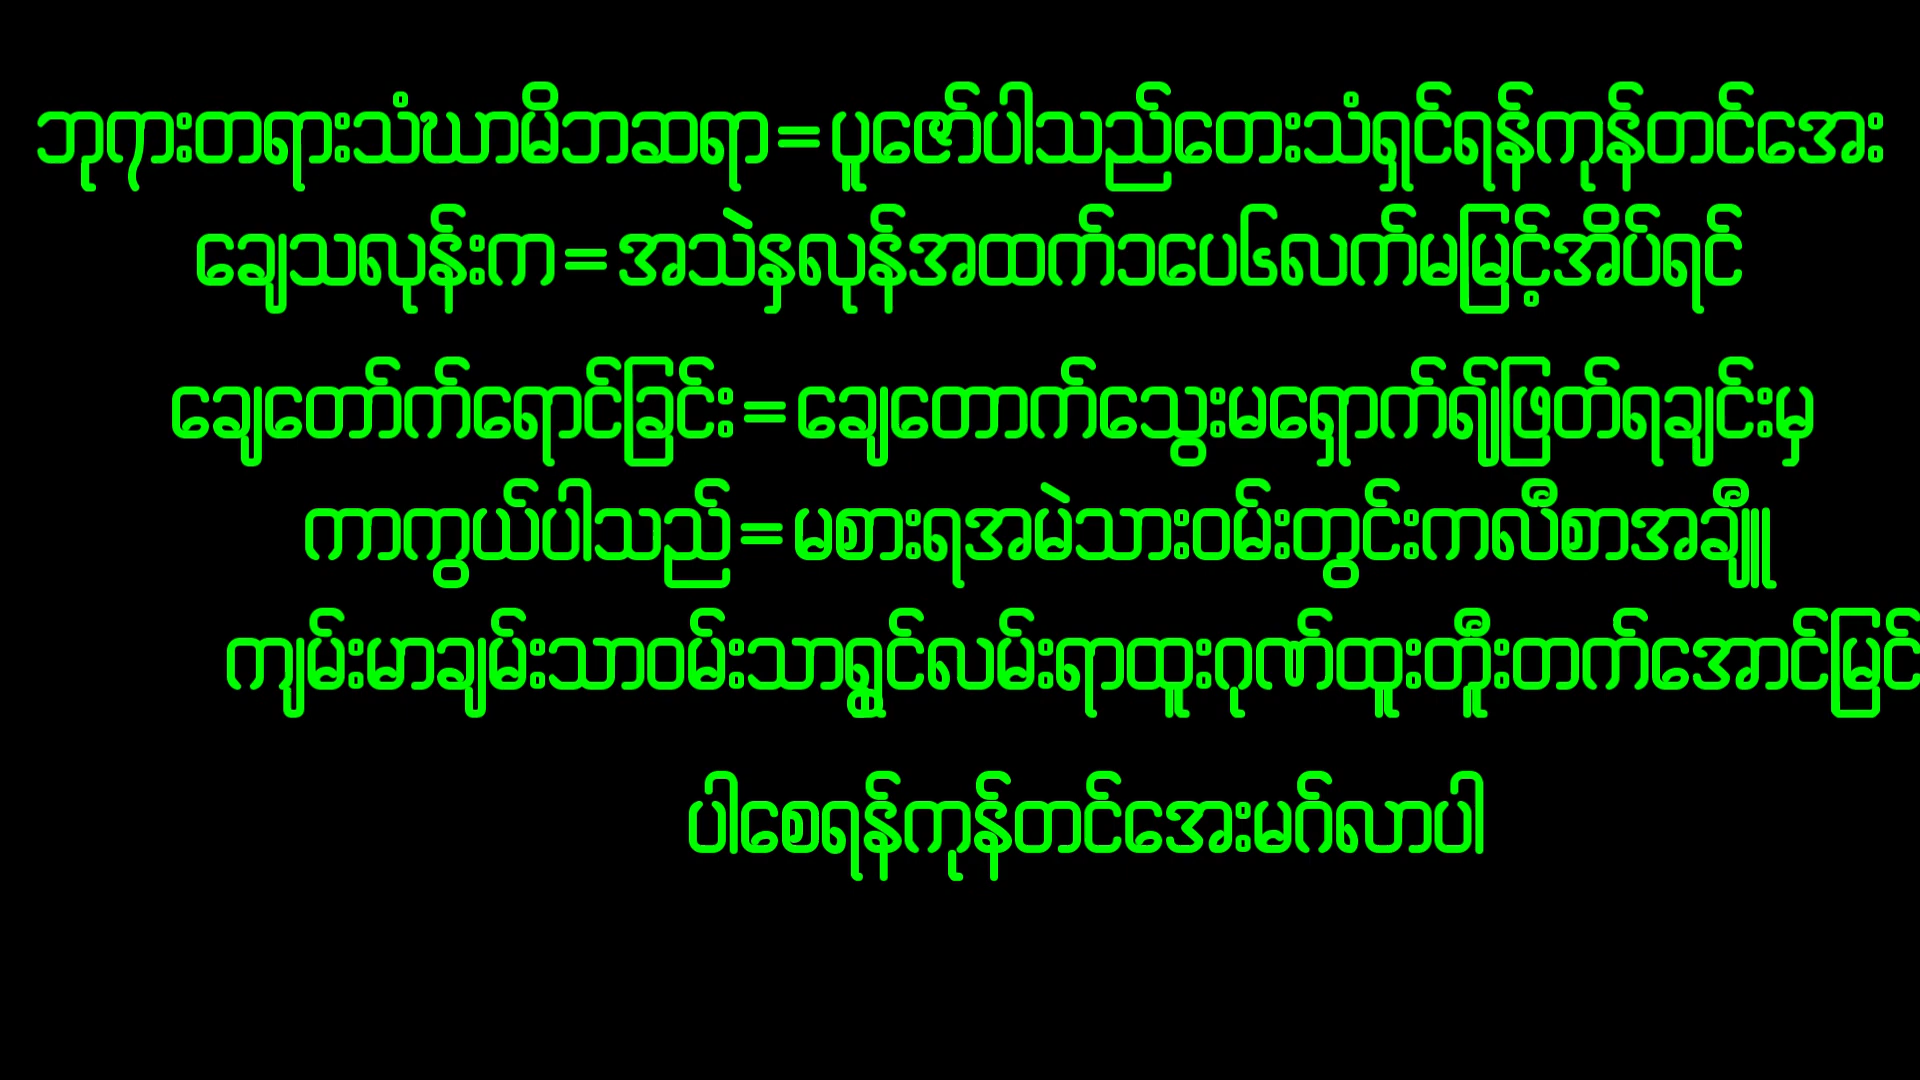 ဘုဂုားတရားသံဃာမိဘဆရာ=ပူဇော်ပါသည်တေးသံရှင်ရန်ကုန်တင်အေး
ချေသလုန်းက=အသဲနှလုန်အထက်၁ပေ၆လက်မမြင့်အိပ်ရင်
ချေတော်က်ရောင်ခြင်း=ချေတောက်သွေးမရှောက်ရ်ျဖြတ်ရချင်းမှ
ကာကွယ်ပါသည်=မစားရအမဲသားဝမ်းတွင်းကလီစာအချီူ
ကျမ်းမာချမ်းသာဝမ်းသာရွှင်လမ်းရာထူးဂုဏ်ထူးတီူးတက်အောင်မြင်
ပါစေရန်ကုန်တင်အေးမဂ်လာပါ